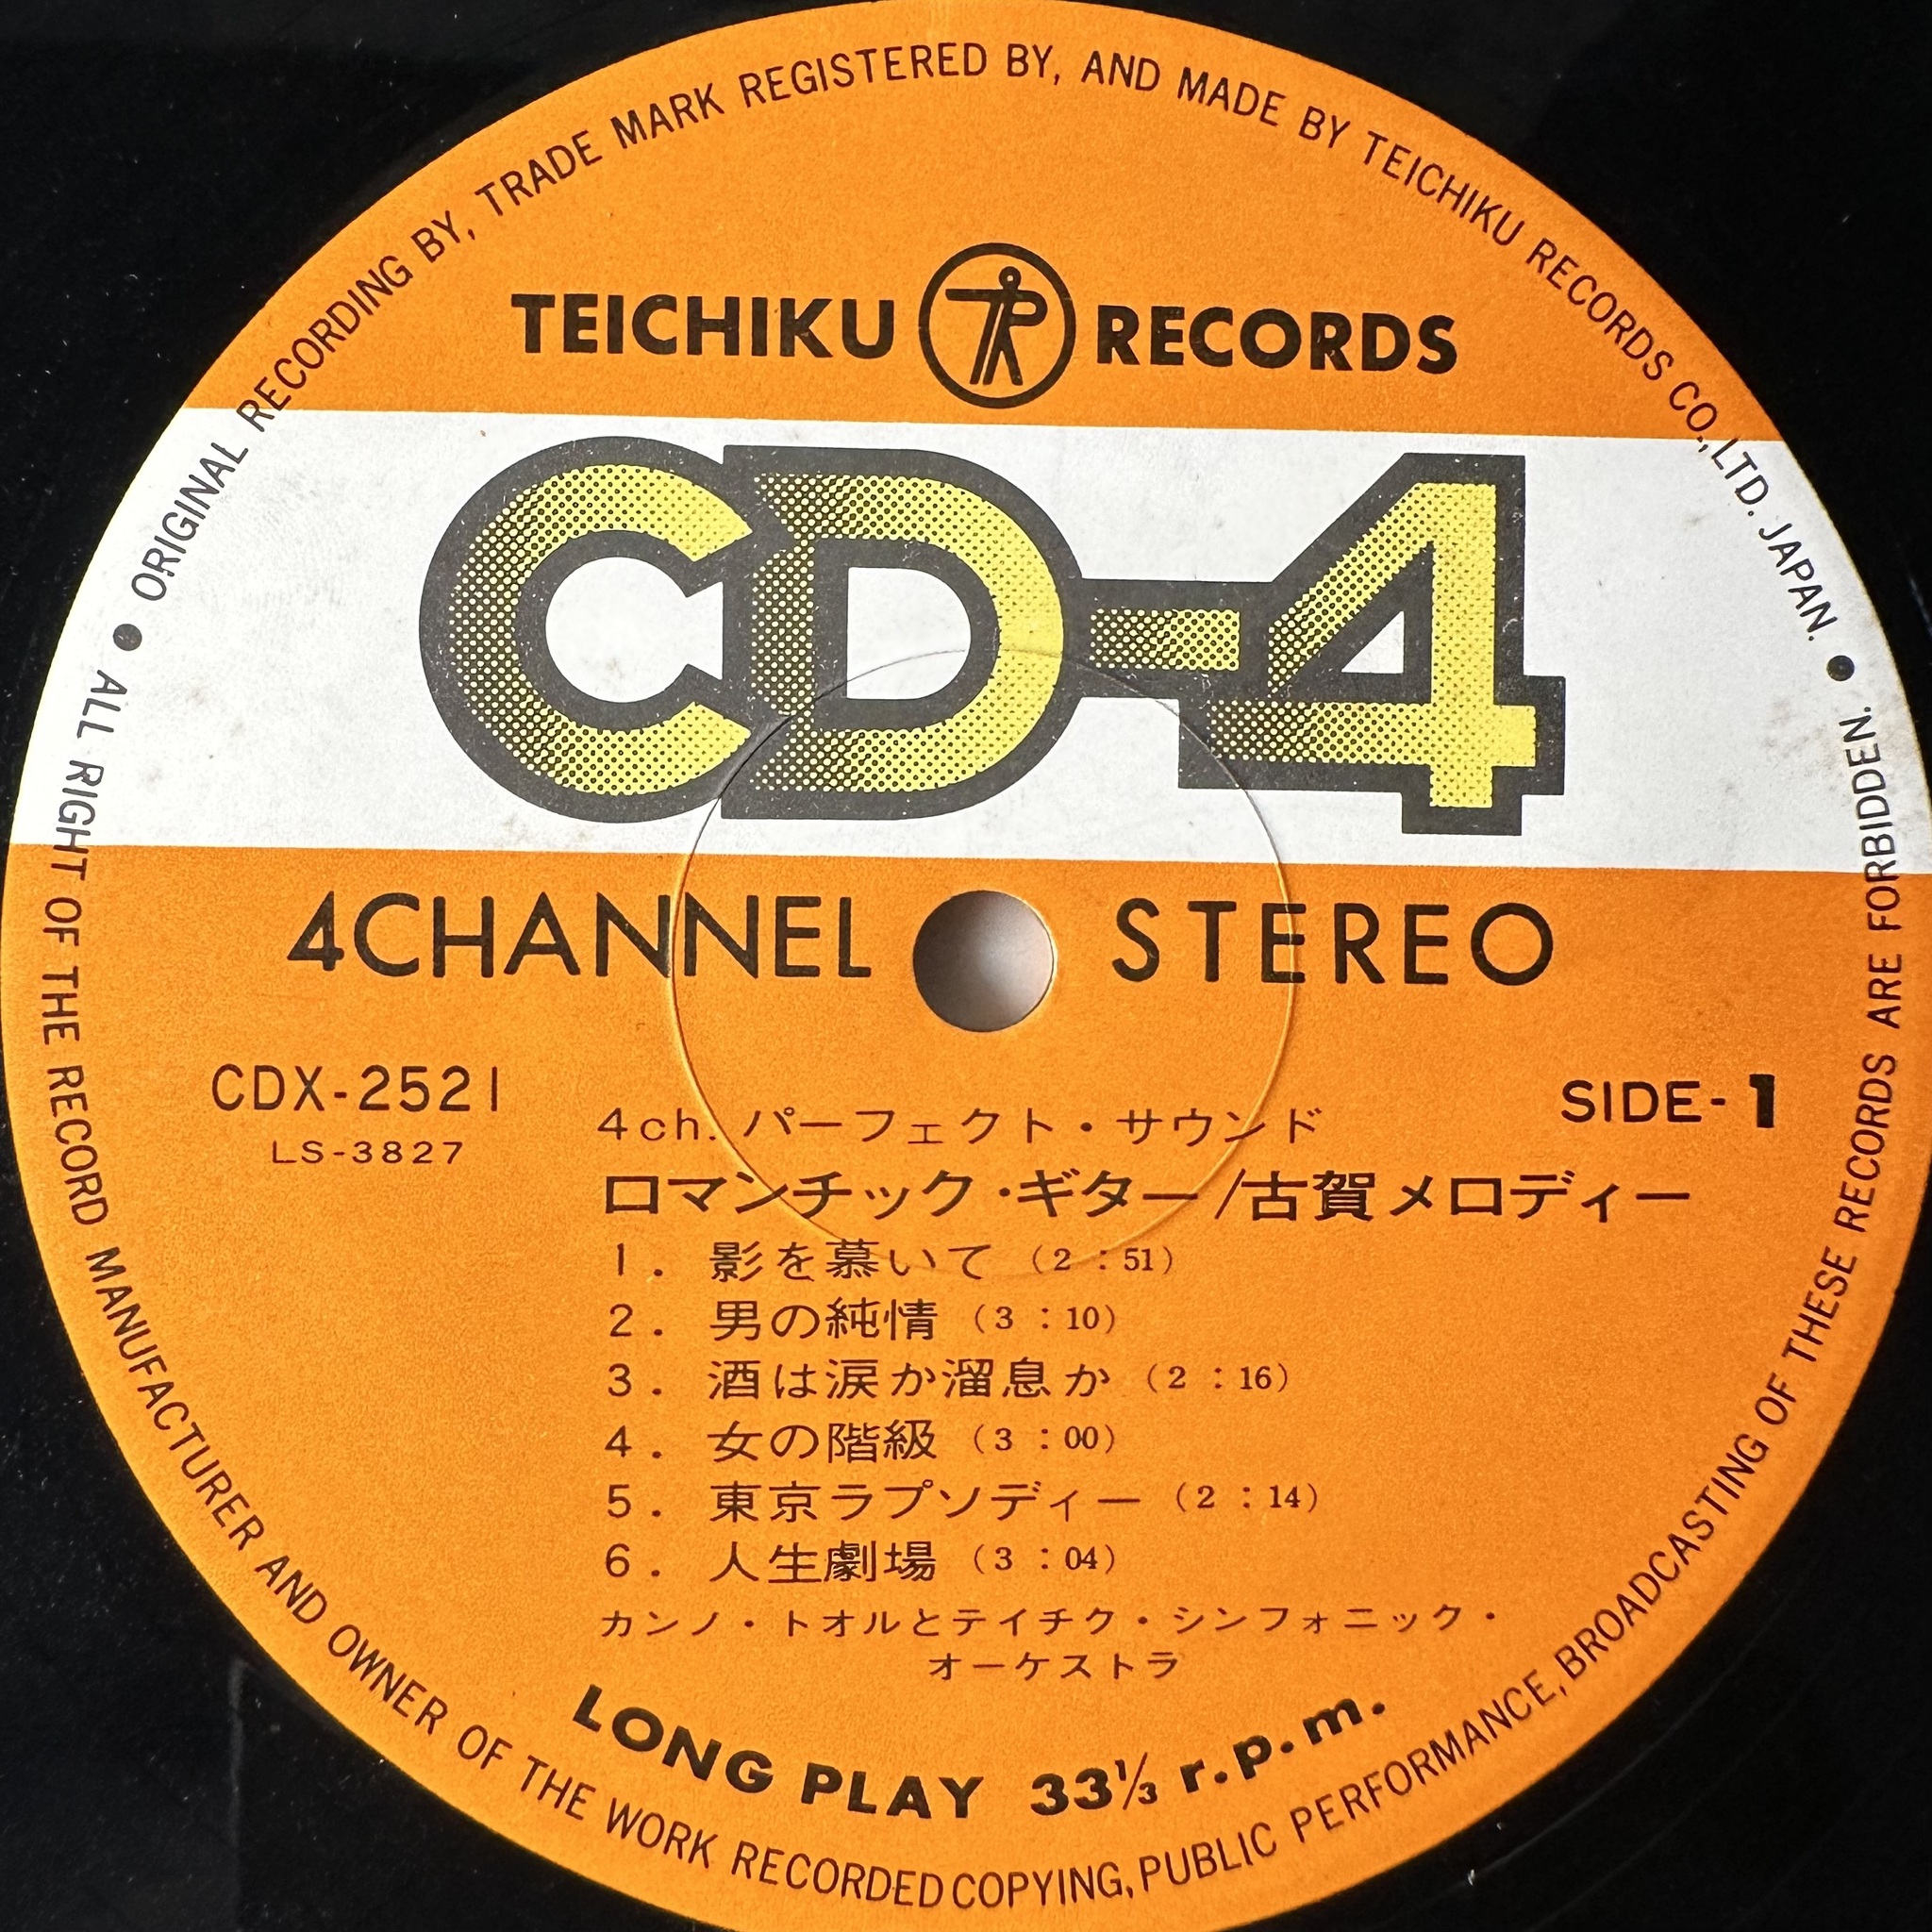 ORIGINAL RECORDING BY, TRADE MARK REGISTERED BY, AND MADE BY TEICHIKU RECORDS CO., LTD. JAPAN.
TEICHIKU RECORDS
CD-4
4CHANNEL STEREO
CDX-2521
LS-3827
SIDE-1
4ch. パーフェクト・サウンド
ロマンチック・ギター/古賀メロディー
1. 影を慕いて (2:51)
2. 男の純情 (3:10)
3. 酒は涙か溜息か (2:16)
4. 女の階級 (3:00)
5. 東京ラプソディー (2:14)
6. 人生劇場 (3:04)
カンノ・トオルとテイチク・シンフォニック・
オーケストラ
LONG PLAY 33⅓ r.p.m.
ALL RIGHT OF THE RECORD MANUFACTURER AND OWNER OF THE WORK RECORDED COPYING, PUBLIC PERFORMANCE, BROADCASTING OF THESE RECORDS ARE FORBIDDEN.